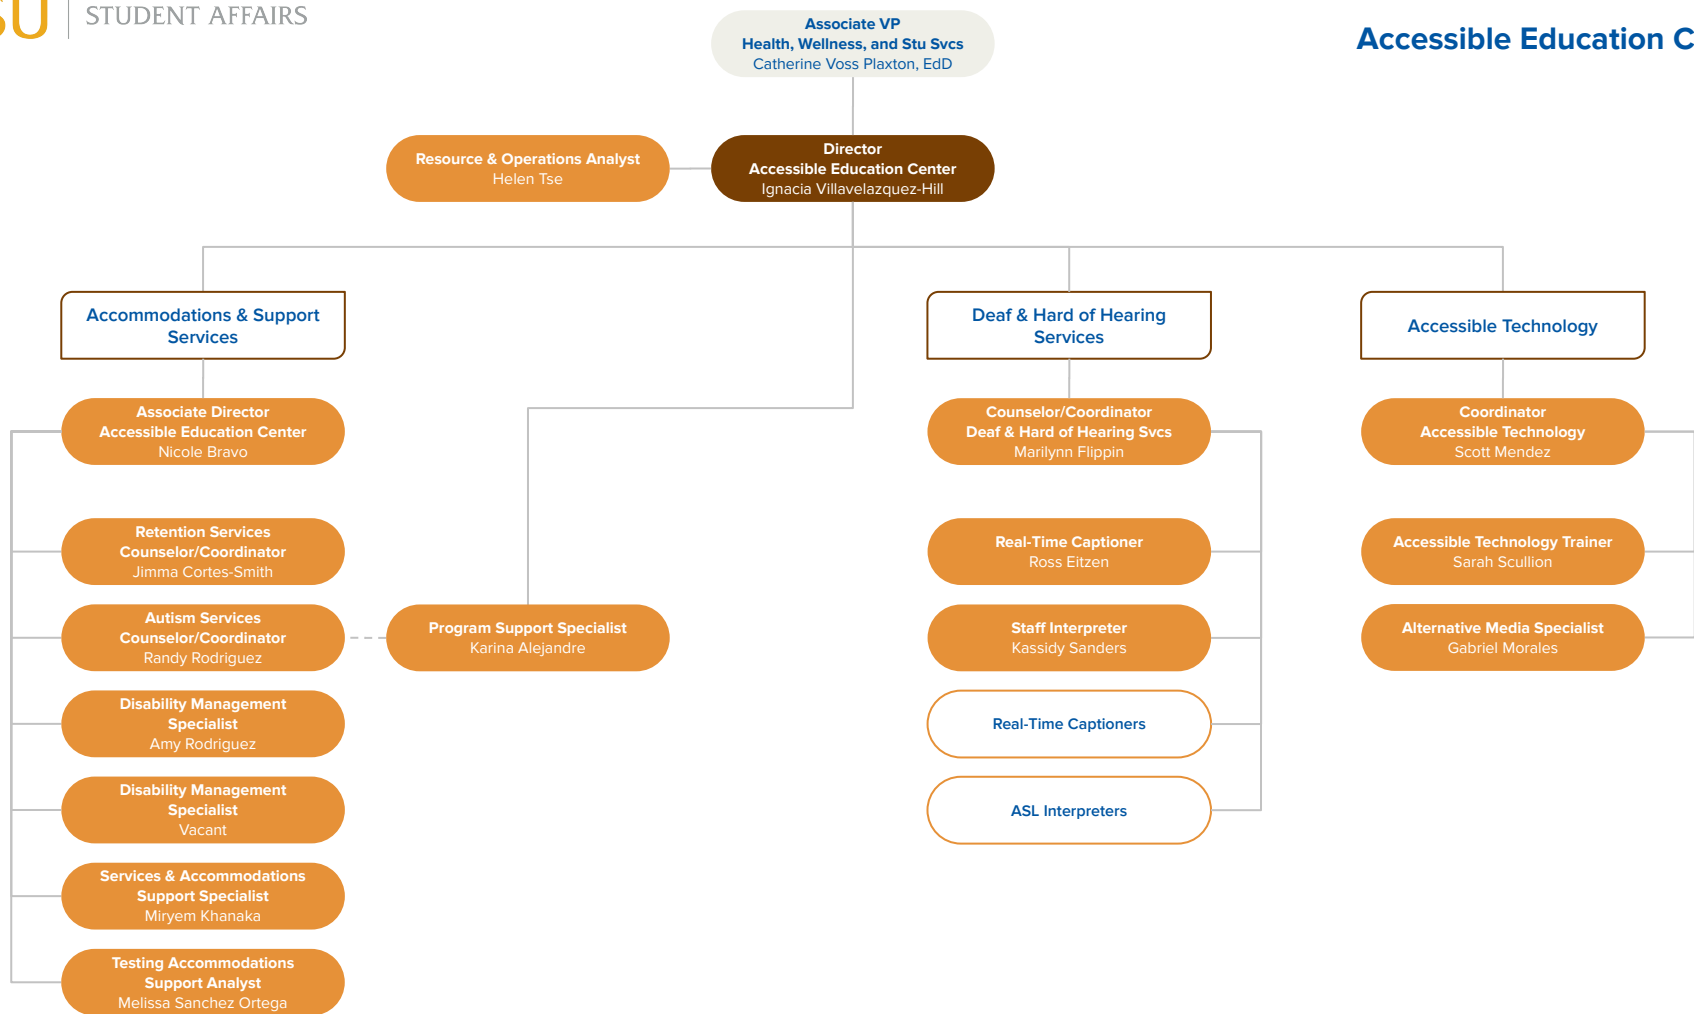 SU
STUDENT AFFAIRS
Accessible Education C
Associate VP
Health, Wellness, and Stu Svcs
Catherine Voss Plaxton, EdD
Resource & Operations Analyst
Helen Tse
Director
Accessible Education Center
Ignacia Villavelazquez-Hill
Accommodations & Support
Services
Associate Director
Accessible Education Center
Nicole Bravo
Retention Services
Counselor/Coordinator
Jimma Cortes-Smith
Autism Services
Counselor/Coordinator
Randy Rodriguez
Disability Management
Specialist
Amy Rodriguez
Disability Management
Specialist
Vacant
Services & Accommodations
Support Specialist
Miryem Khanaka
Testing Accommodations
Support Analyst
Melissa Sanchez Ortega
Program Support Specialist
Karina Alejandre
Deaf & Hard of Hearing
Services
Counselor/Coordinator
Deaf & Hard of Hearing Svcs
Marilynn Flippin
Real-Time Captioner
Ross Eitzen
Staff Interpreter
Kassidy Sanders
Real-Time Captioners
ASL Interpreters
Accessible Technology
Coordinator
Accessible Technology
Scott Mendez
Accessible Technology Trainer
Sarah Scullion
Alternative Media Specialist
Gabriel Morales